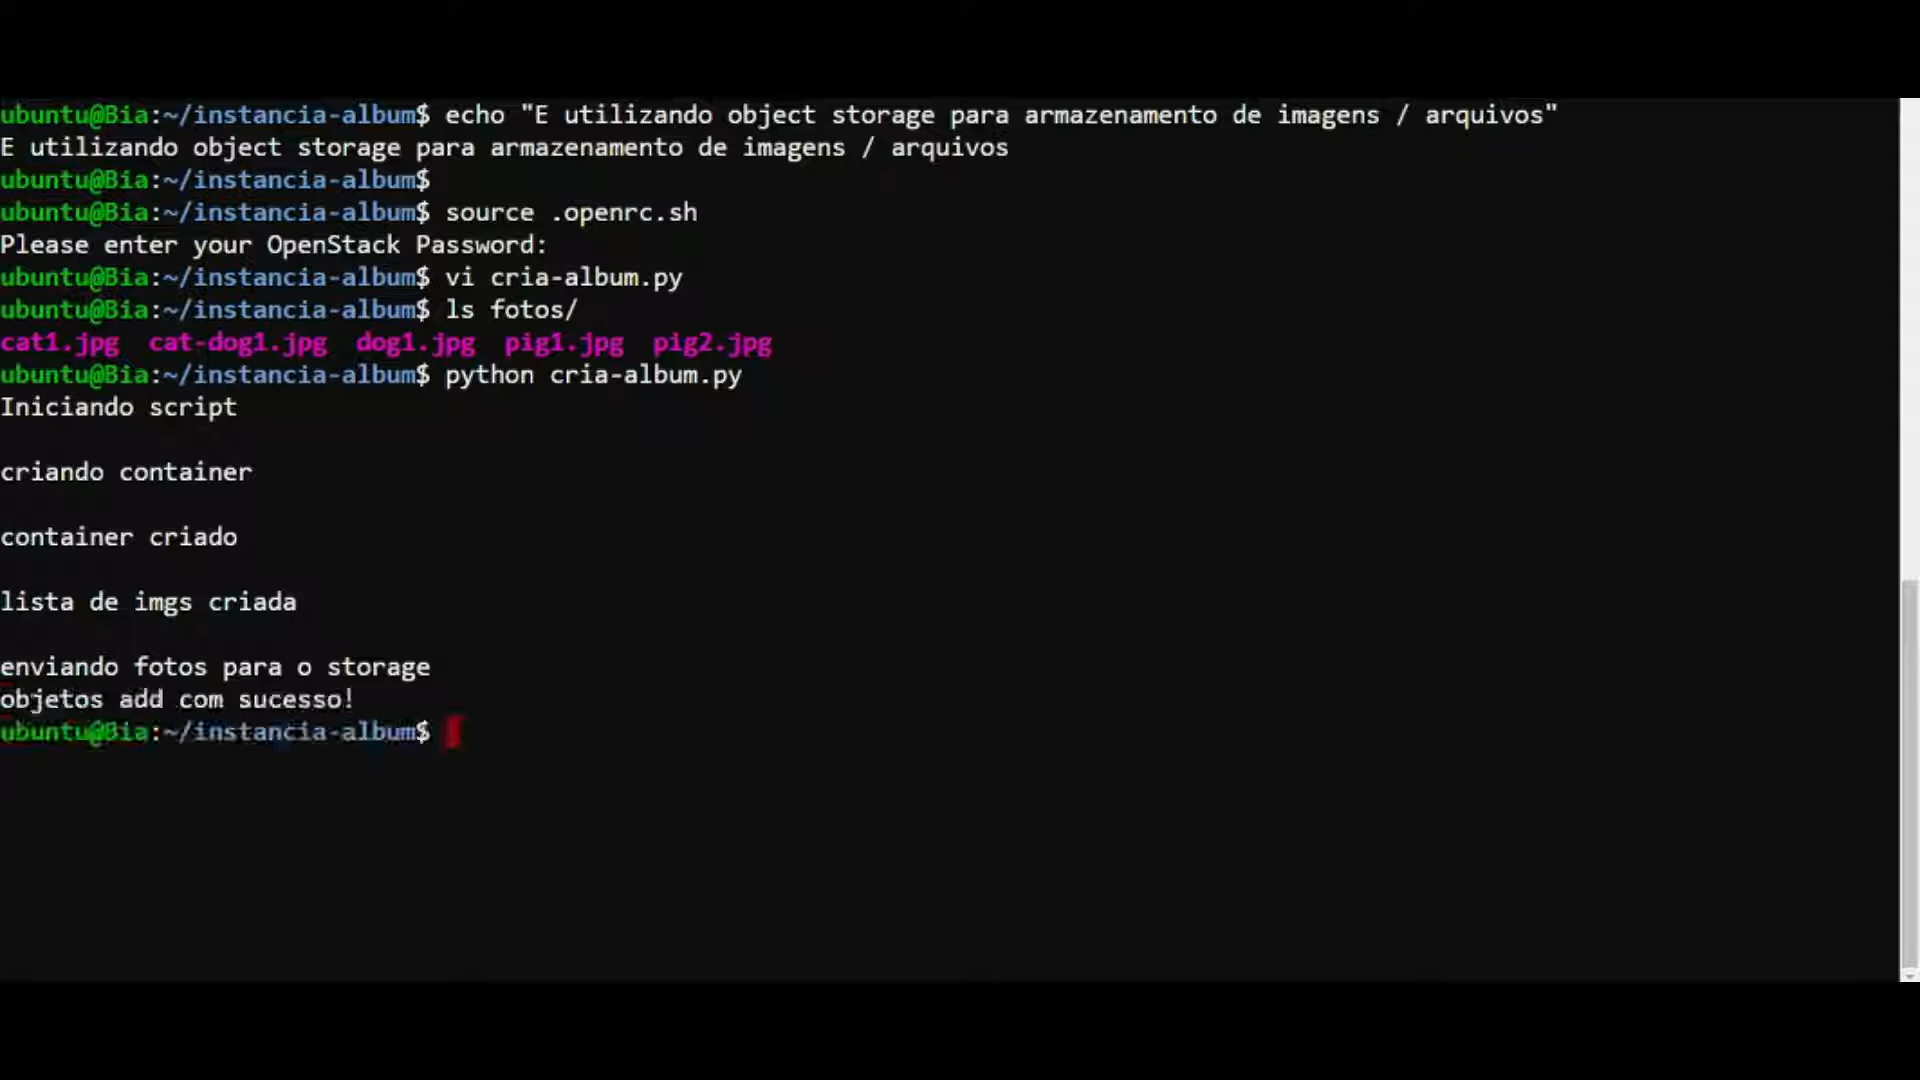 ubuntu@Bia:~/instancia-album$ echo "E utilizando object storage para armazenamento de imagens / arquivos"
E utilizando object storage para armazenamento de imagens / arquivos
ubuntu@Bia:~/instancia-album$
ubuntu@Bia:~/instancia-album$ source .openrc.sh
Please enter your OpenStack Password:
ubuntu@Bia:~/instancia-album$ vi cria-album.py
ubuntu@Bia:~/instancia-album$ ls fotos/
cat1.jpg  cat-dog1.jpg  dog1.jpg  pig1.jpg  pig2.jpg
ubuntu@Bia:~/instancia-album$ python cria-album.py
Iniciando script
criando container
container criado
lista de imgs criada
enviando fotos para o storage
objetos add com sucesso!
ubuntu@Bia:~/instancia-album$